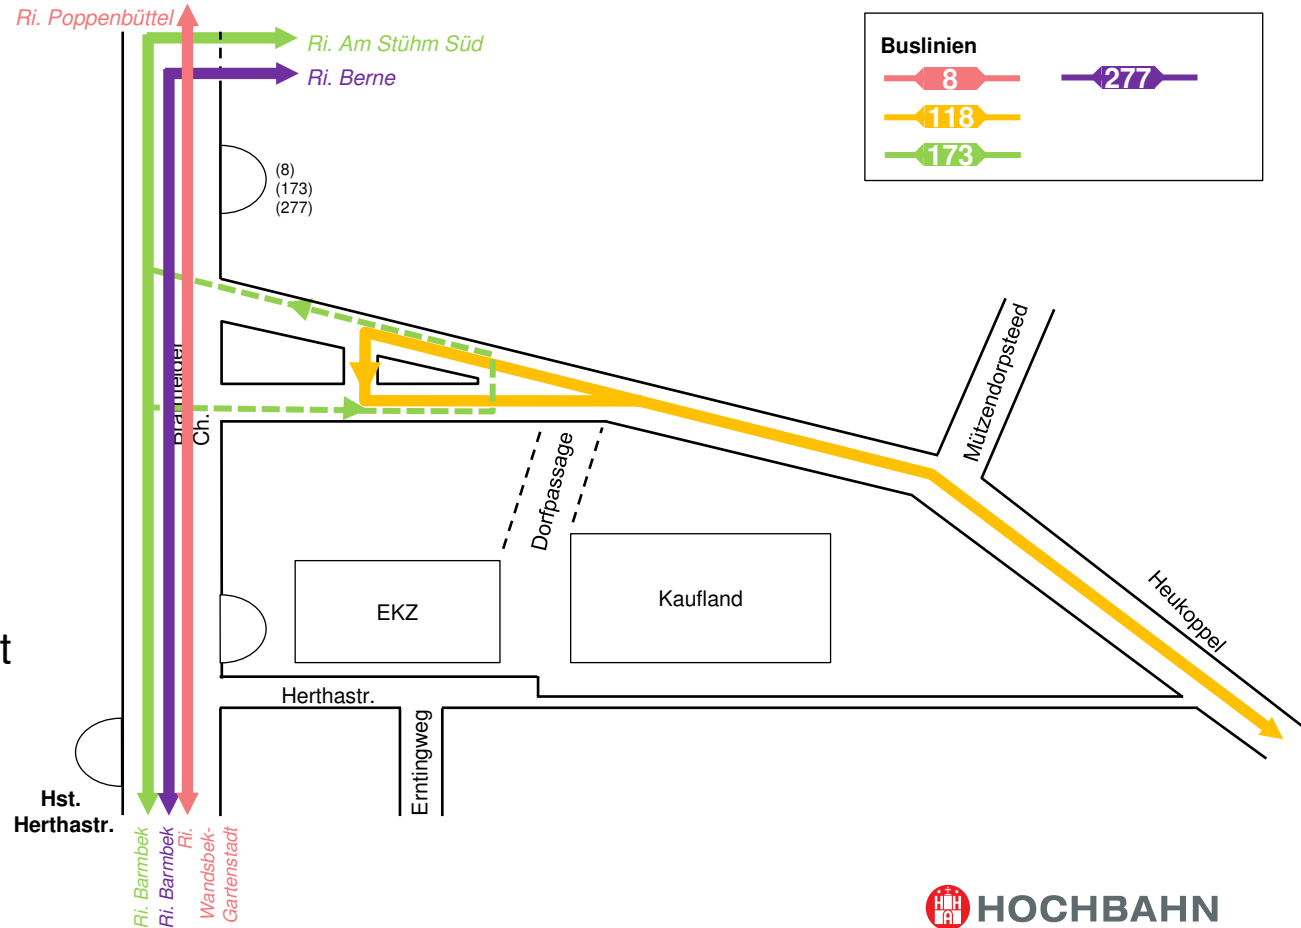 Ri. Poppenbüttel
Ri. Am Stühm Süd
Ri. Berne
Buslinien
8
277
118
173
(8)
(173)
(277)
Ch.
Mützendorpsteed
Dorfpassage
Heukoppel
EKZ
Kaufland
t
Herthastr.
Erntingweg
Hst.
Herthastr.
Ri. Barmbek
Ri. Barmbek
Ri.
Wandsbek-
Gartenstadt
HOCHBAHN